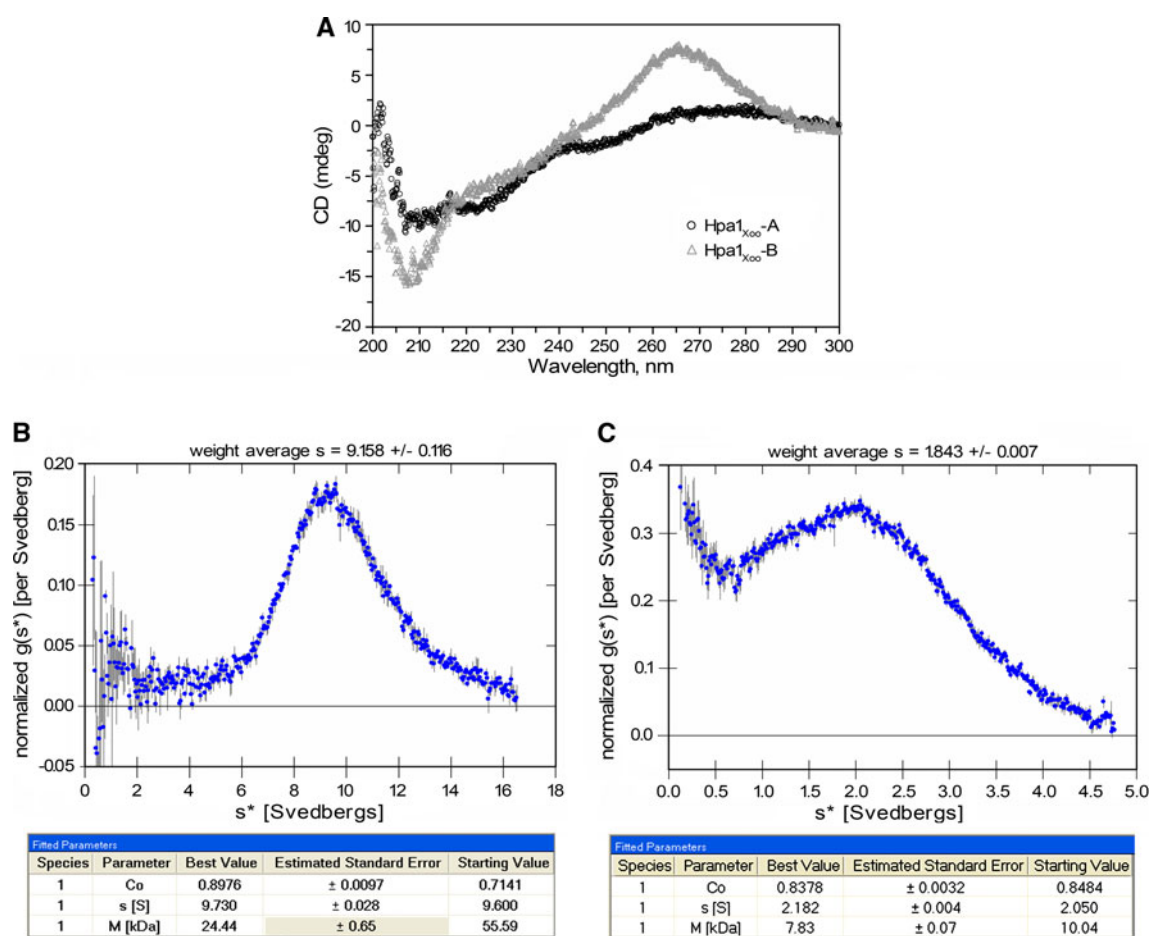 A
10
5
0
-5
-10
-15
-20
CD (mdeg)
Hpa1Xoo-A
Hpa1Xoo-B
200 210 220 230 240 250 260 270 280 290 300
Wavelength, nm
B
weight average s = 9.158 +/- 0.116
normalized g(s*) [per Svedberg]
0.20
0.15
0.10
0.05
0.00
-0.05
0 2 4 6 8 10 12 14 16 18
s* [Svedbergs]
Fitted Parameters
Species Parameter Best Value Estimated Standard Error Starting Value
1 Co 0.8976 ± 0.0097 0.7141
1 s [S] 9.730 ± 0.028 9.600
1 M [kDa] 24.44 ± 0.65 55.59
C
weight average s = 1.843 +/- 0.007
normalized g(s*) [per Svedberg]
0.4
0.3
0.2
0.1
0.0
0.0 0.5 1.0 1.5 2.0 2.5 3.0 3.5 4.0 4.5 5.0
s* [Svedbergs]
Fitted Parameters
Species Parameter Best Value Estimated Standard Error Starting Value
1 Co 0.8378 ± 0.0032 0.8484
1 s [S] 2.182 ± 0.004 2.050
1 M [kDa] 7.83 ± 0.07 10.04